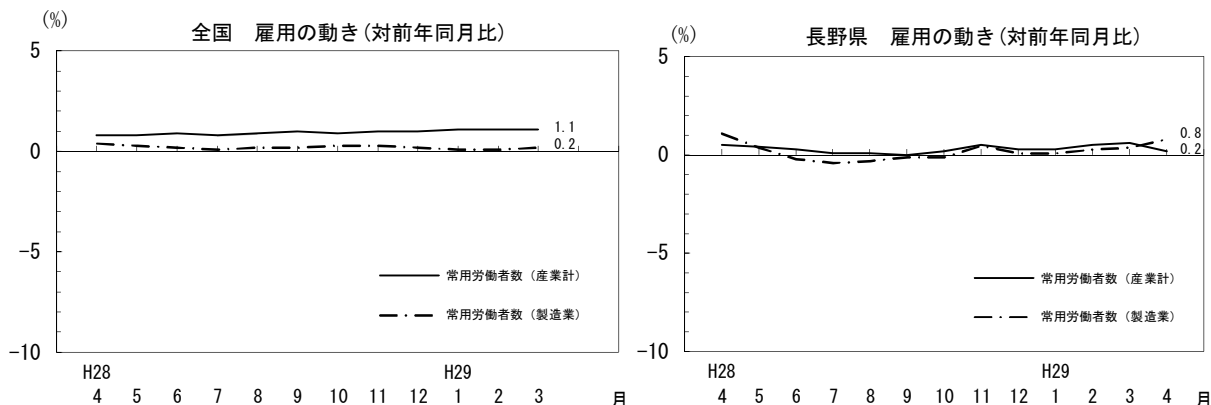 (%)
全国　雇用の動き(対前年同月比)
5
1.1
0.2
0
-5
常用労働者数（産業計）
常用労働者数（製造業）
-10
H28
H29
4 5 6 7 8 9 10 11 12 1 2 3 月
(%)
長野県　雇用の動き(対前年同月比)
5
0.8
0.2
0
-5
常用労働者数（産業計）
常用労働者数（製造業）
-10
H28
H29
4 5 6 7 8 9 10 11 12 1 2 3 4 月